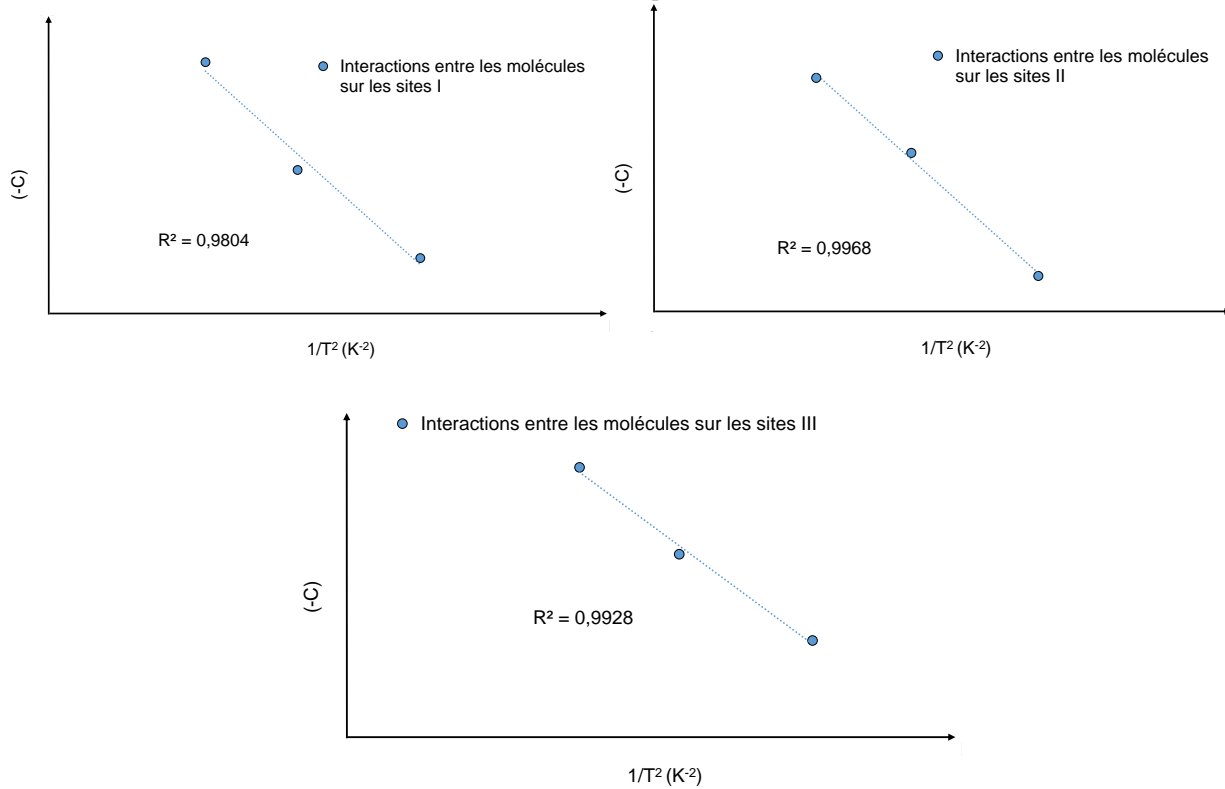 Interactions entre les molécules
sur les sites I
(-C)
R² = 0,9804
1/T² (K⁻²)
Interactions entre les molécules
sur les sites II
(-C)
R² = 0,9968
1/T² (K⁻²)
Interactions entre les molécules sur les sites III
(-C)
R² = 0,9928
1/T² (K⁻²)